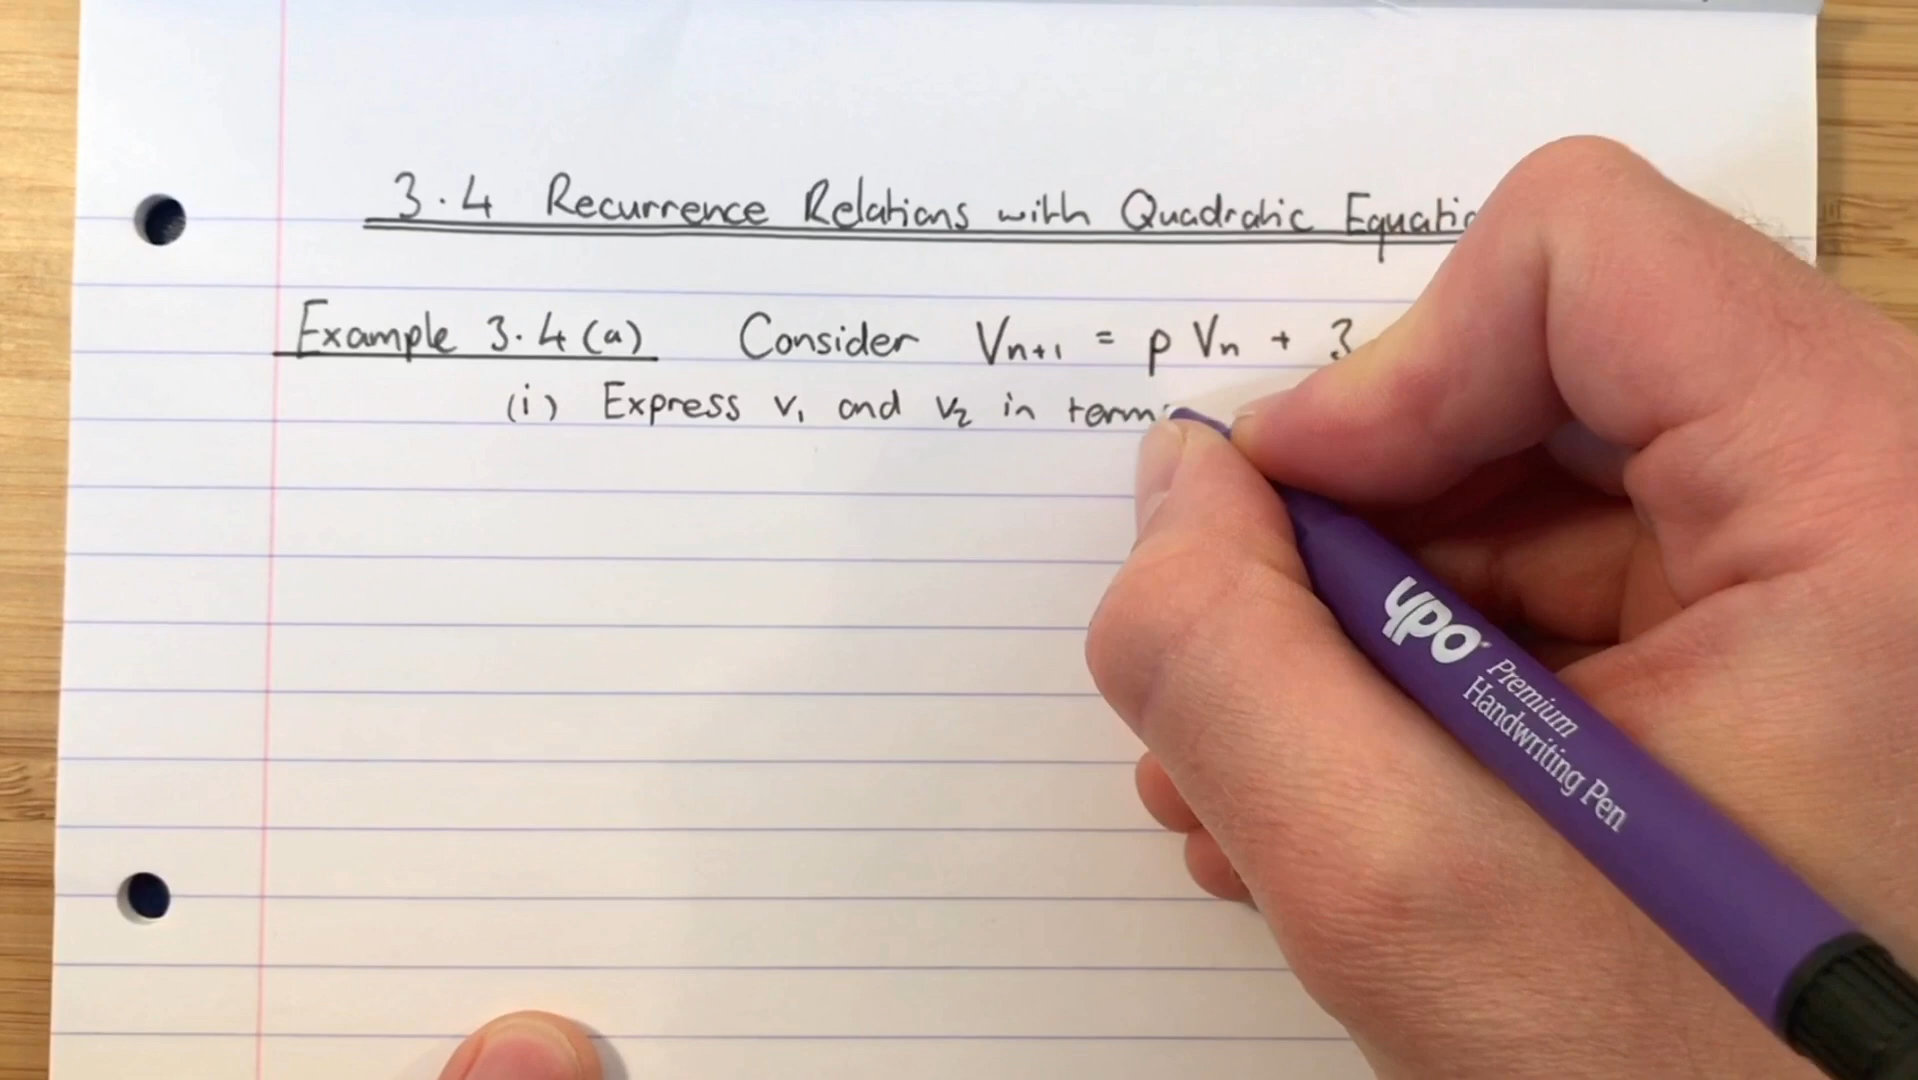 3.4 Recurrence Relations with Quadratic
Example 3.4 (a) Consider Vn+1 = p Vn + 3
(i) Express v1 and v2 in term
ypo
Premium
Handwriting Pen